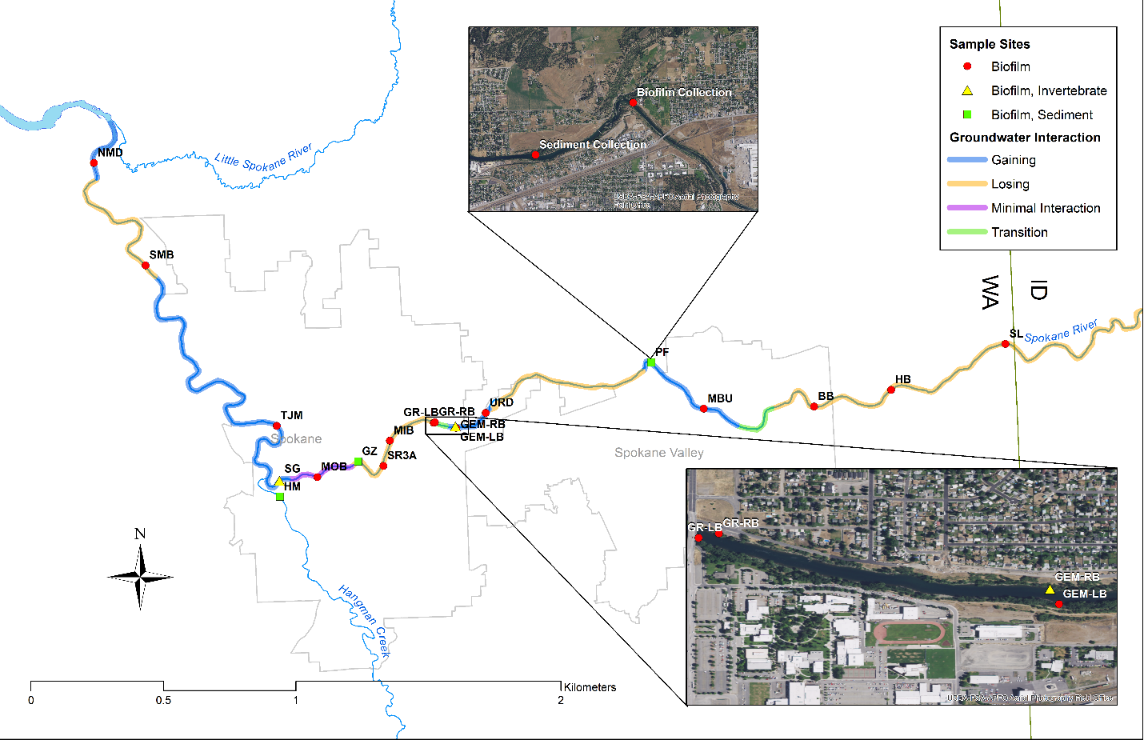 Sample Sites
Biofilm
Biofilm, Invertebrate
Biofilm, Sediment
Groundwater Interaction
Gaining
Losing
Minimal Interaction
Transition
Biofilm Collection
Sediment Collection
NMD
Little Spokane River
SMB
WA
ID
SL
Spokane River
PF
HB
MBU
BB
URD
GR-LB
GR-RB
GEM-RB
GEM-LB
TJM
Spokane
MIB
GZ
SR3A
SG
MOB
HM
Spokane Valley
GR-LB
GR-RB
GEM-RB
GEM-LB
N
Hangman Creek
0
0.5
1
2
Kilometers